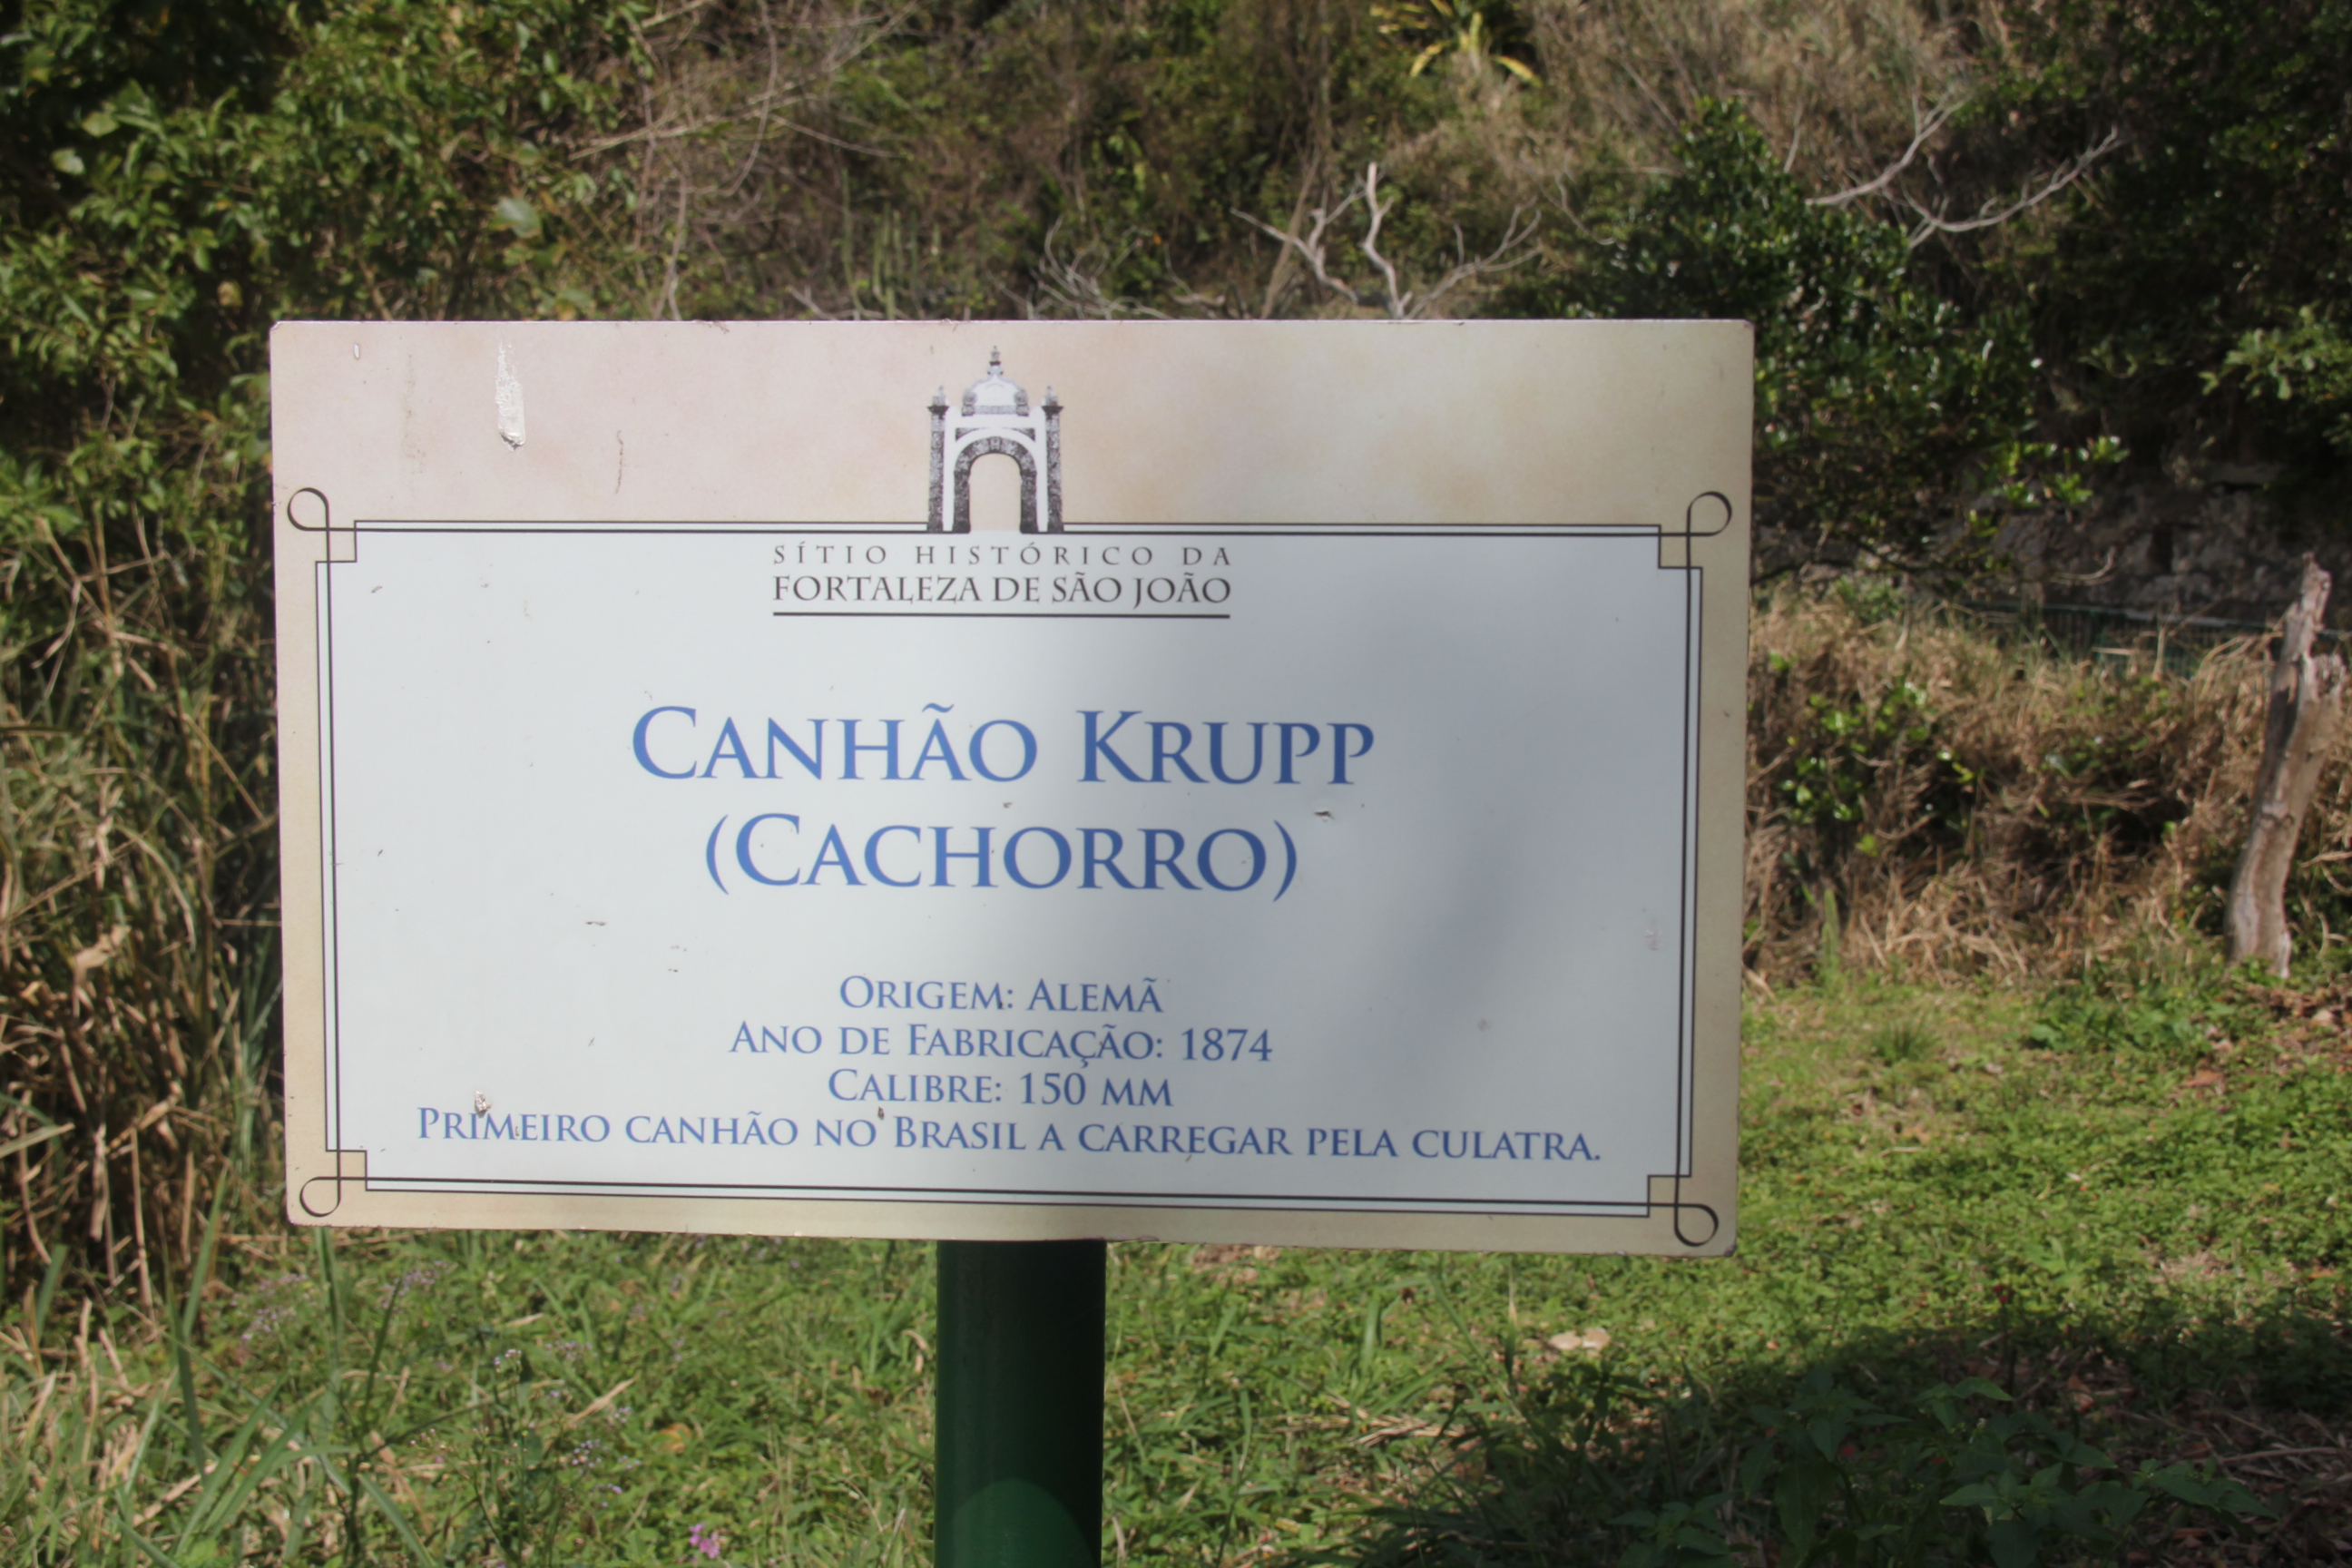 SÍTIO HISTÓRICO DA
FORTALEZA DE SÃO JOÃO
CANHÃO KRUPP
(CACHORRO)
ORIGEM: ALEMÃ
ANO DE FABRICAÇÃO: 1874
CALIBRE: 150 MM
PRIMEIRO CANHÃO NO BRASIL A CARREGAR PELA CULATRA.